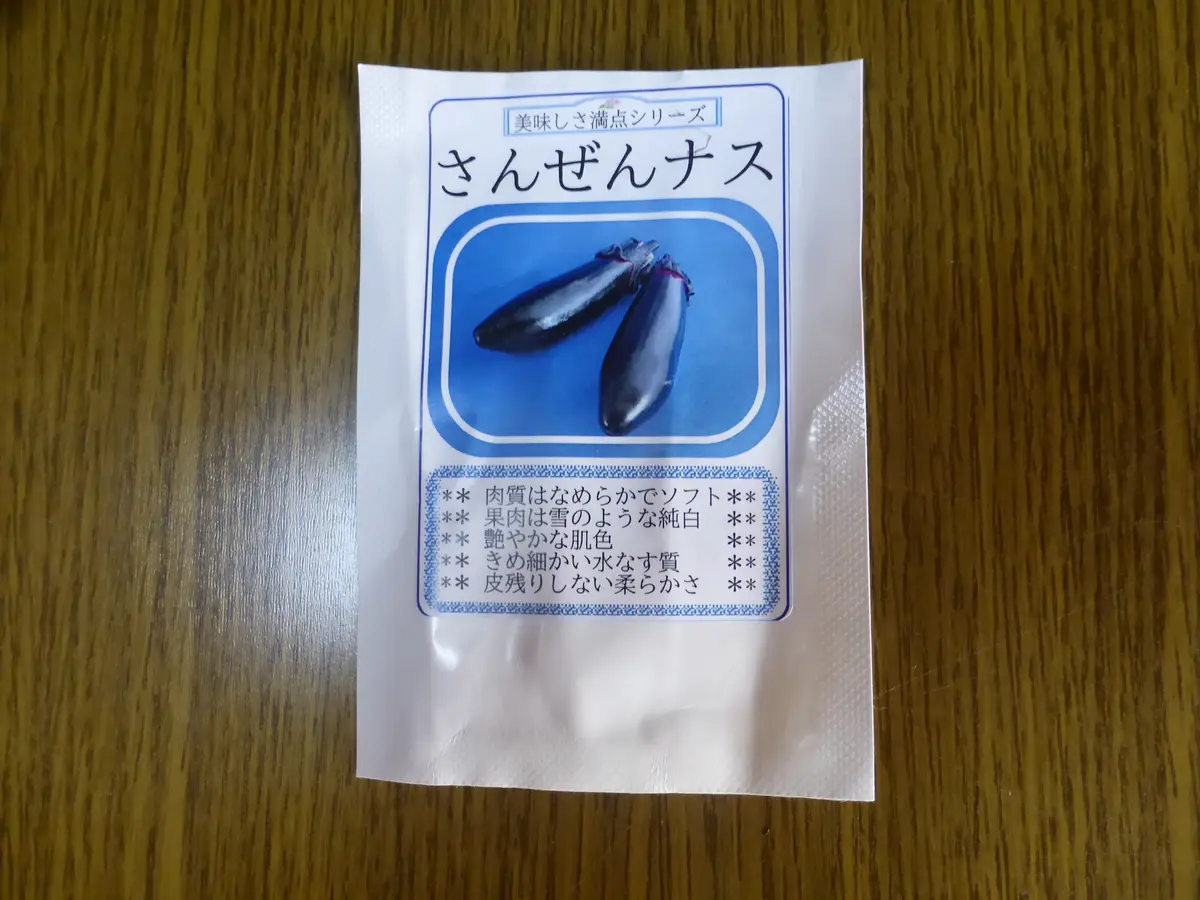 美味しさ満点シリーズ
さんぜんナス
** 肉質はなめらかでソフト **
** 果肉は雪のような純白 **
** 艶やかな肌色 **
** きめ細かい水なす質 **
** 皮残りしない柔らかさ **